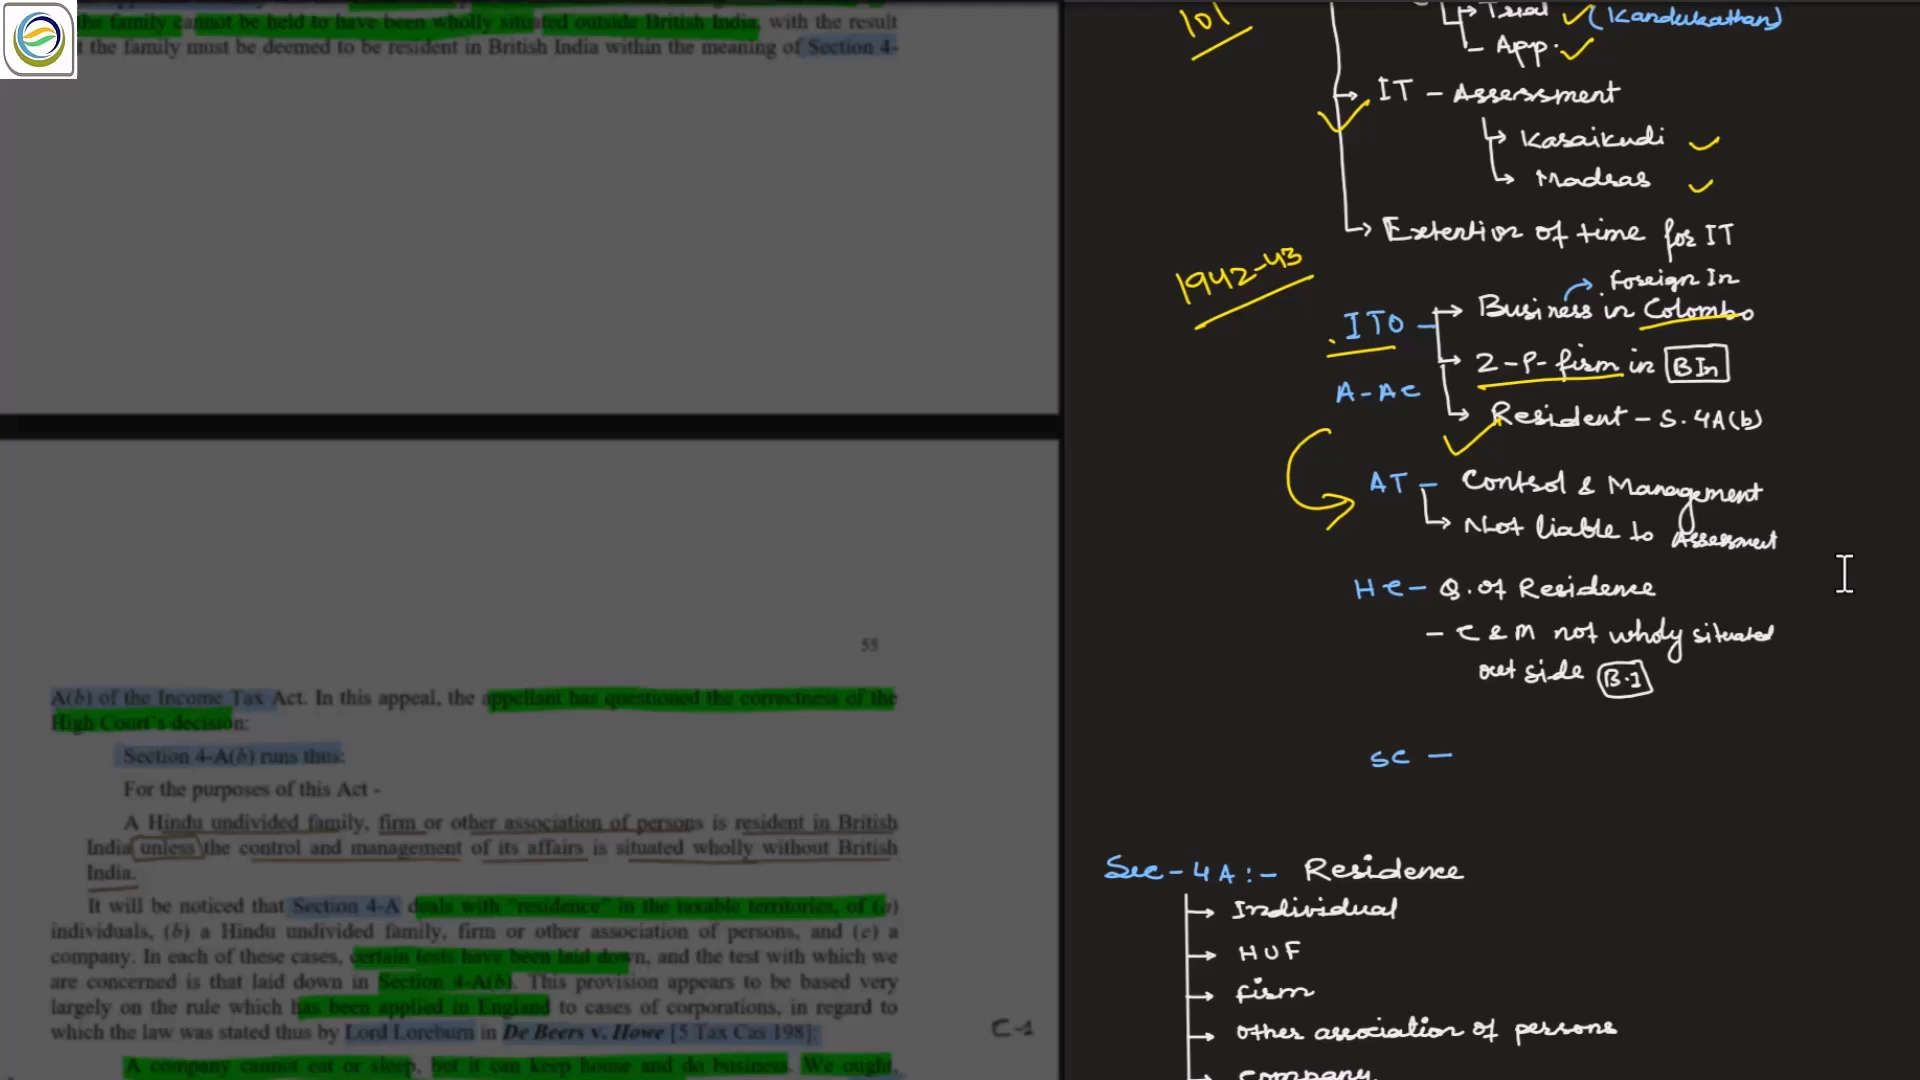 the family cannot be held to have been wholly situated outside British India, with the result
the family must be deemed to be resident in British India within the meaning of Section 4-
55
A(b) of the Income Tax Act. In this appeal, the appellant has questioned the correctness of the
High Court's decision:
Section 4-A(b) runs thus:
For the purposes of this Act -
A Hindu undivided family, firm or other association of persons is resident in British
India unless the control and management of its affairs is situated wholly without British
India.
It will be noticed that Section 4-A deals with "residence" in the taxable territories, of (a)
individuals, (b) a Hindu undivided family, firm or other association of persons, and (c) a
company. In each of these cases, certain tests have been laid down, and the test with which we
are concerned is that laid down in Section 4-A(b). This provision appears to be based very
largely on the rule which has been applied in England to cases of corporations, in regard to
which the law was stated thus by Lord Loreburn in De Beers v. Howe [5 Tax Cas 198]:
A company cannot eat or sleep, but it can keep house and do business. We ought,
C-1
101
Trial (Kandukathan)
App.
IT - Assessment
Kasaikudi
Madras
Extention of time for IT
1942-43
Foreign In
ITO - Business in Colombo
2-P-firm in BIn
A-AC
Resident - S. 4A(b)
AT - Control & Management
Not liable to Assessment
HC - Q. of Residence
- C & M not wholy situated
out side B.I
SC -
Sec-4A:- Residence
Individual
HUF
firm
other association of persons
company